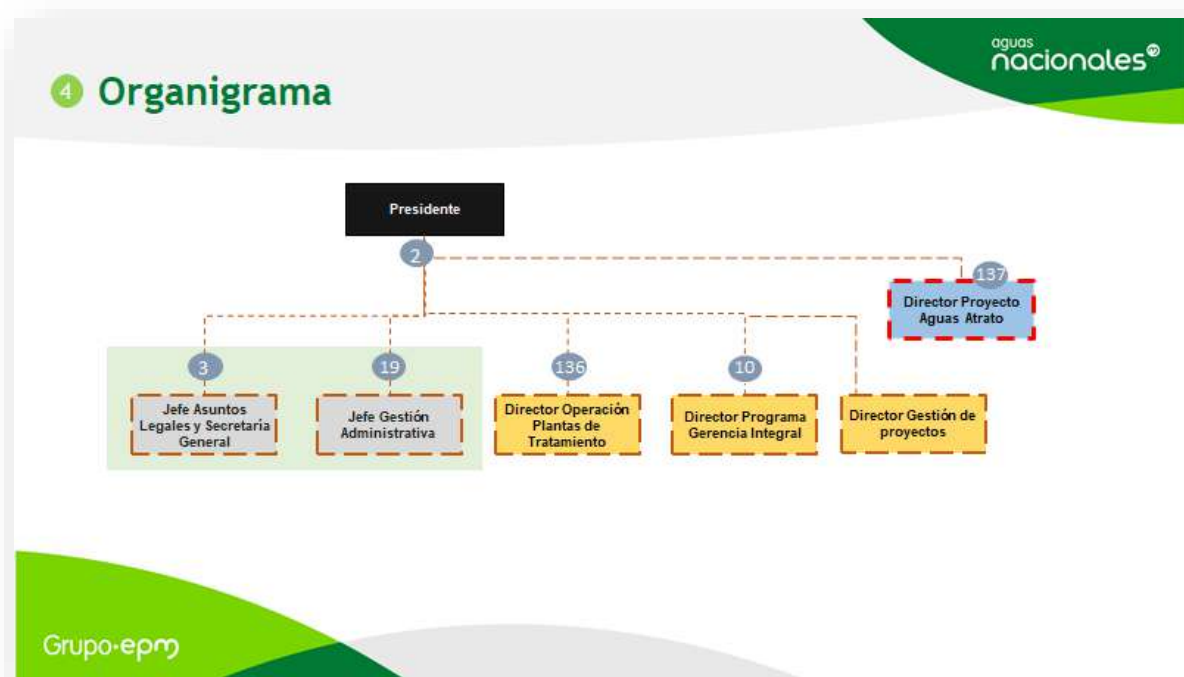 aguas
nacionales
4 Organigrama
Presidente
2
137
Director Proyecto
Aguas Atrato
3
19
136
10
Jefe Asuntos
Legales y Secretaría
General
Jefe Gestión
Administrativa
Director Operación
Plantas de
Tratamiento
Director Programa
Gerencia Integral
Director Gestión de
proyectos
Grupo·epm